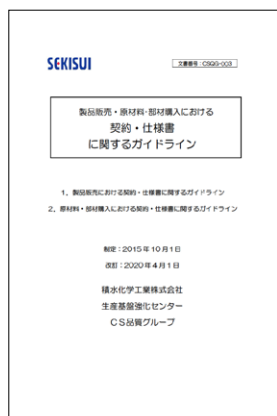 SEKISUI
文書番号:CSQG-003
製品販売・原材料・部材購入における
契約・仕様書
に関するガイドライン
1.製品販売における契約・仕様書に関するガイドライン
2.原材料・部材購入における契約・仕様書に関するガイドライン
制定:2015年10月1日
改訂:2020年4月1日
積水化学工業株式会社
生産基盤強化センター
CS品質グループ